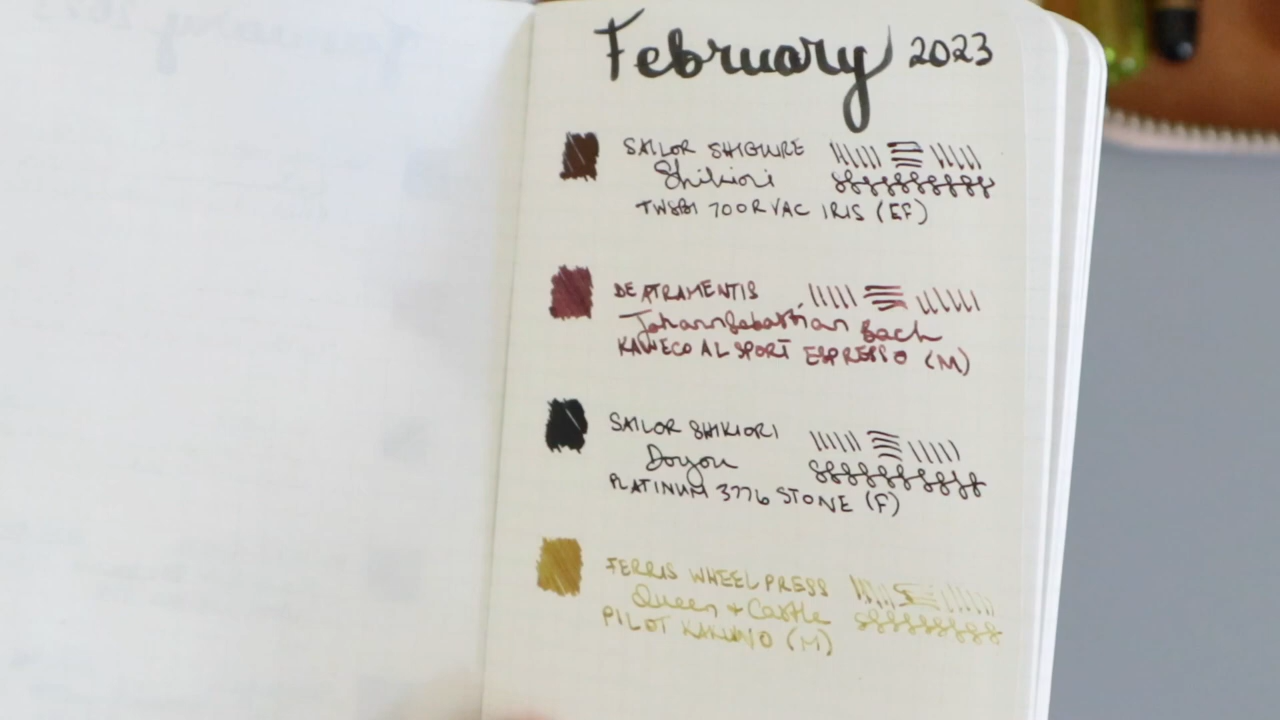 February 2023
SAILOR SHIGURE
Shikiori
TWSBI 700R VAC IRIS (EF)
DE ATRAMENTIS
Johann Sebastian Bach
KAWECO AL SPORT ESPRESSO (M)
SAILOR SHIKIORI
Doyou
PLATINUM 3776 STONE (F)
FERRIS WHEEL PRESS
Queen + Castle
PILOT KAKUNO (M)